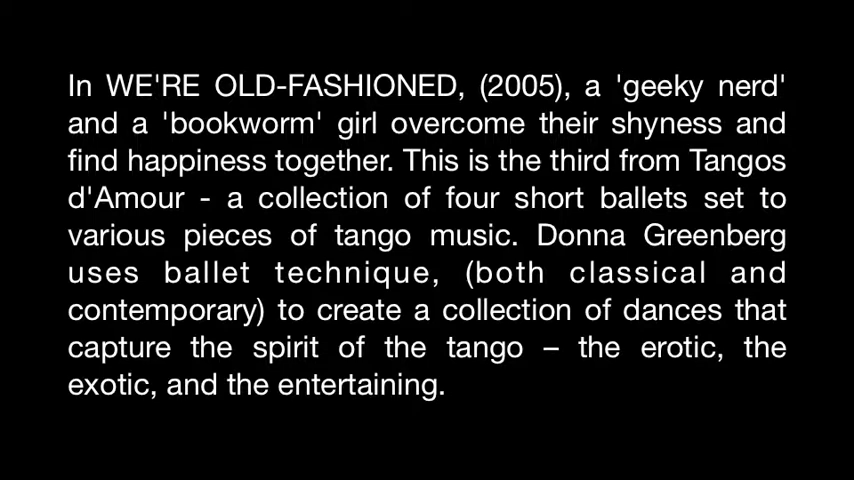 In WE'RE OLD-FASHIONED, (2005), a 'geeky nerd'
and a 'bookworm' girl overcome their shyness and
find happiness together. This is the third from Tangos
d'Amour - a collection of four short ballets set to
various pieces of tango music. Donna Greenberg
uses ballet technique, (both classical and
contemporary) to create a collection of dances that
capture the spirit of the tango – the erotic, the
exotic, and the entertaining.